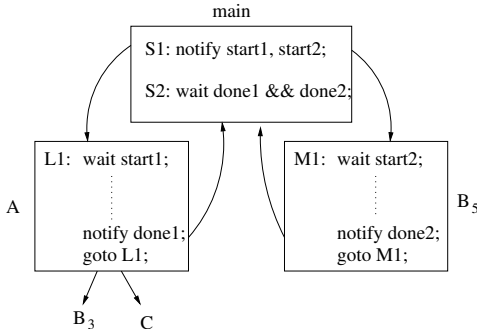 main
S1: notify start1, start2;
S2: wait done1 && done2;
L1: wait start1;
notify done1;
goto L1;
A
M1: wait start2;
notify done2;
goto M1;
B5
B3
C